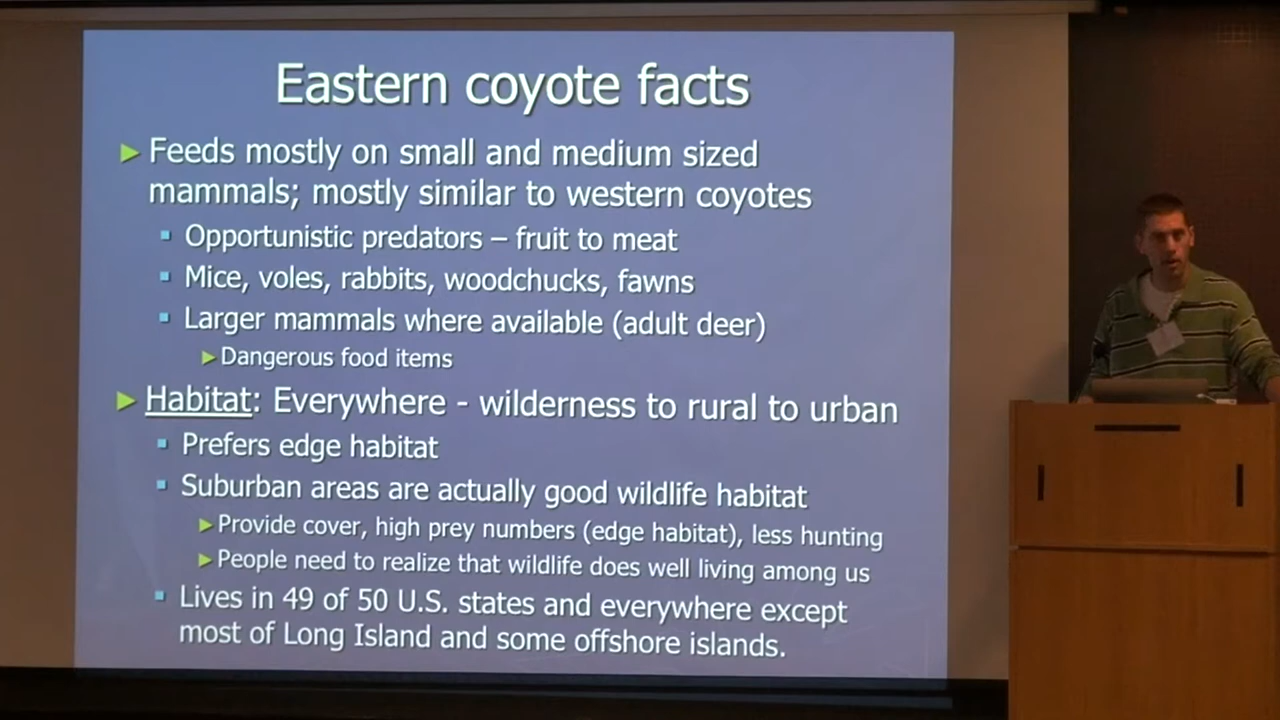 Eastern coyote facts
► Feeds mostly on small and medium sized
mammals; mostly similar to western coyotes
▪ Opportunistic predators – fruit to meat
▪ Mice, voles, rabbits, woodchucks, fawns
▪ Larger mammals where available (adult deer)
► Dangerous food items
► Habitat: Everywhere - wilderness to rural to urban
▪ Prefers edge habitat
▪ Suburban areas are actually good wildlife habitat
► Provide cover, high prey numbers (edge habitat), less hunting
► People need to realize that wildlife does well living among us
▪ Lives in 49 of 50 U.S. states and everywhere except
most of Long Island and some offshore islands.